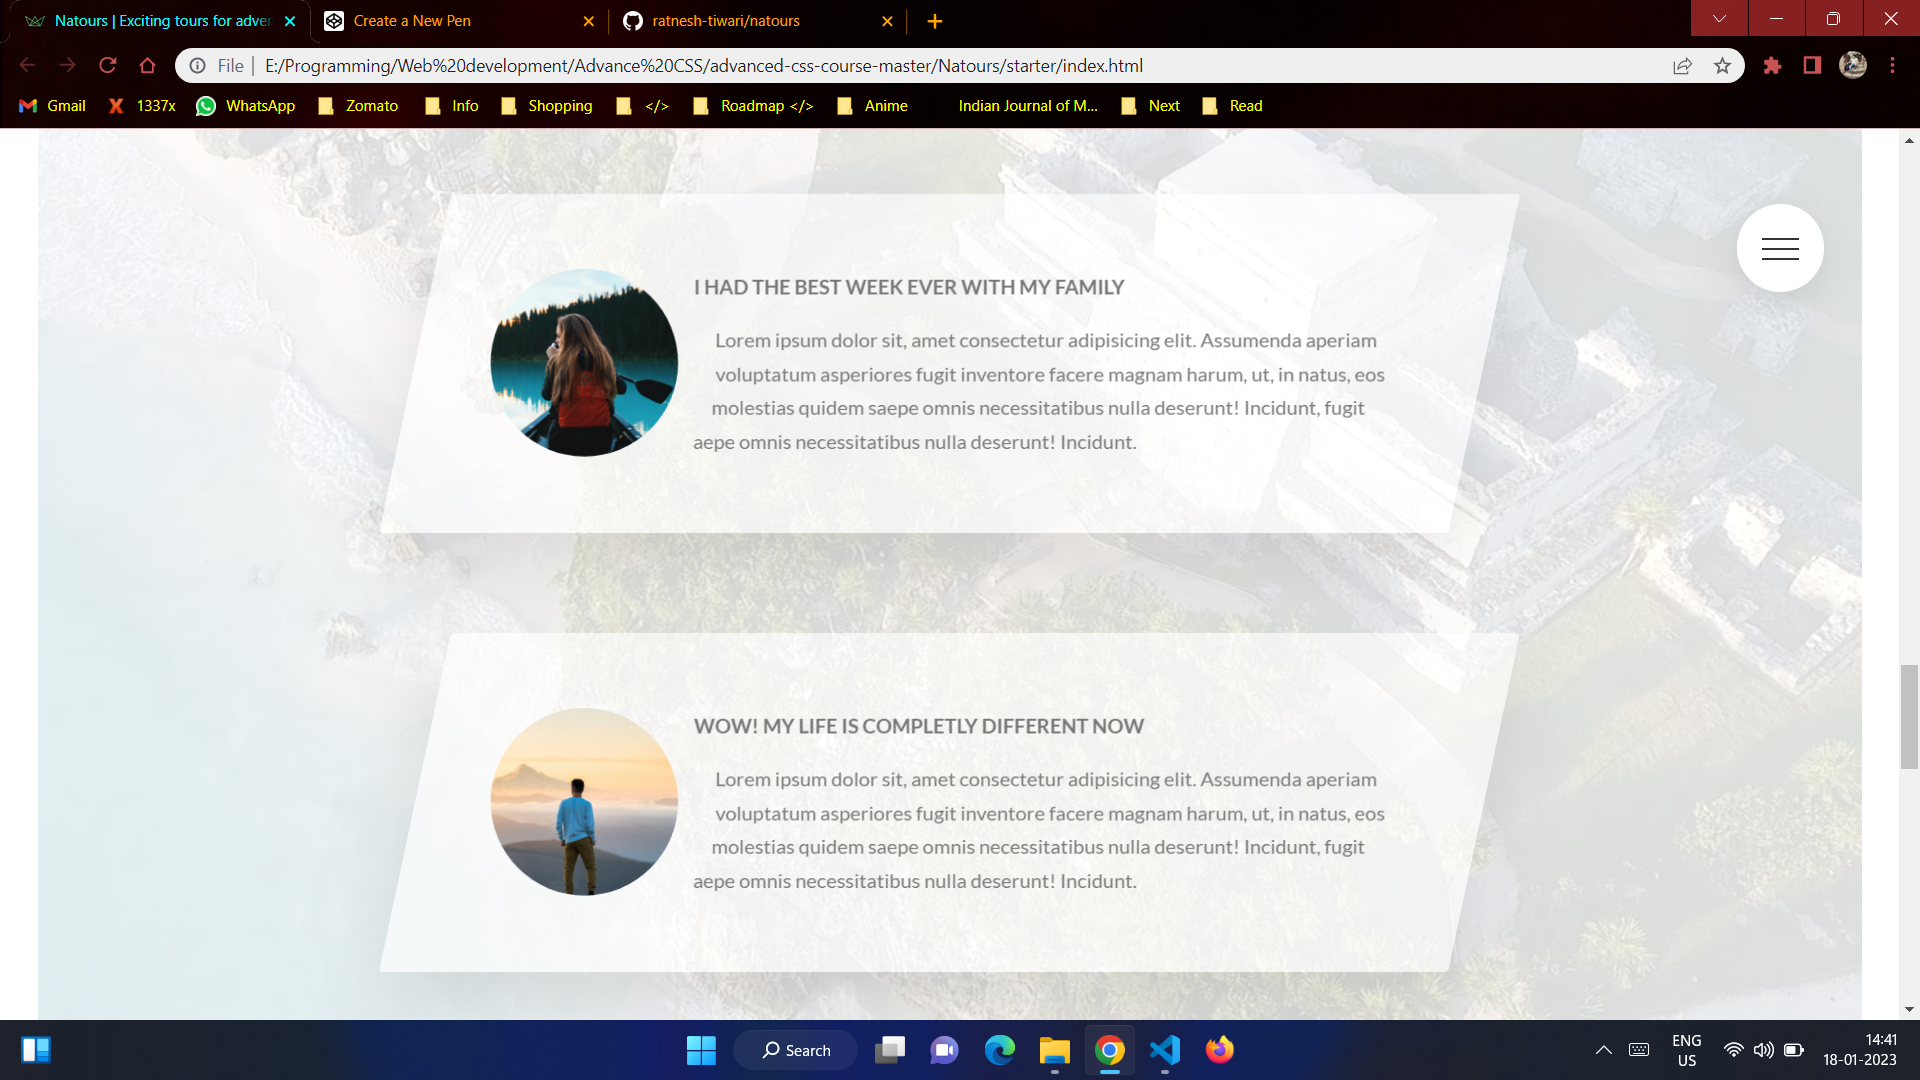 Natours | Exciting tours for adven
Create a New Pen
ratnesh-tiwari/natours
File
E:/Programming/Web%20development/Advance%20CSS/advanced-css-course-master/Natours/starter/index.html
Gmail
1337x
WhatsApp
Zomato
Info
Shopping
</>
Roadmap </>
Anime
Indian Journal of M...
Next
Read
I HAD THE BEST WEEK EVER WITH MY FAMILY
Lorem ipsum dolor sit, amet consectetur adipisicing elit. Assumenda aperiam
voluptatum asperiores fugit inventore facere magnam harum, ut, in natus, eos
molestias quidem saepe omnis necessitatibus nulla deserunt! Incidunt, fugit
aepe omnis necessitatibus nulla deserunt! Incidunt.
WOW! MY LIFE IS COMPLETLY DIFFERENT NOW
Lorem ipsum dolor sit, amet consectetur adipisicing elit. Assumenda aperiam
voluptatum asperiores fugit inventore facere magnam harum, ut, in natus, eos
molestias quidem saepe omnis necessitatibus nulla deserunt! Incidunt, fugit
aepe omnis necessitatibus nulla deserunt! Incidunt.
Search
ENG
US
14:41
18-01-2023